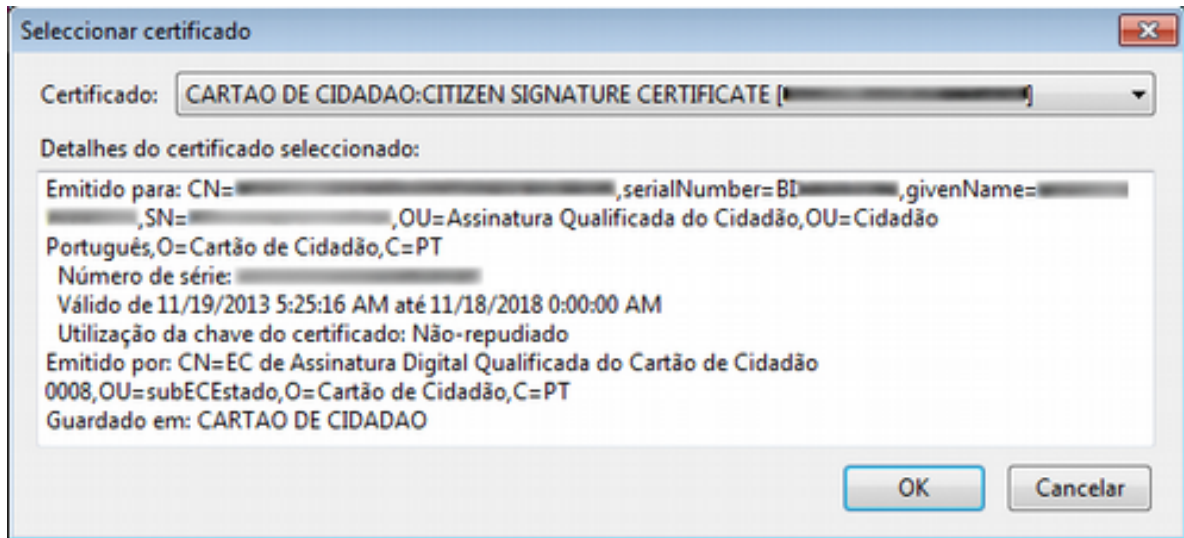 Seleccionar certificado
Certificado: CARTAO DE CIDADAO:CITIZEN SIGNATURE CERTIFICATE [ ]
Detalhes do certificado seleccionado:
Emitido para: CN= ,serialNumber=BI ,givenName=
,SN= ,OU=Assinatura Qualificada do Cidadão,OU=Cidadão
Português,O=Cartão de Cidadão,C=PT
Número de série:
Válido de 11/19/2013 5:25:16 AM até 11/18/2018 0:00:00 AM
Utilização da chave do certificado: Não-repudiado
Emitido por: CN=EC de Assinatura Digital Qualificada do Cartão de Cidadão
0008,OU=subECEstado,O=Cartão de Cidadão,C=PT
Guardado em: CARTAO DE CIDADAO
OK Cancelar